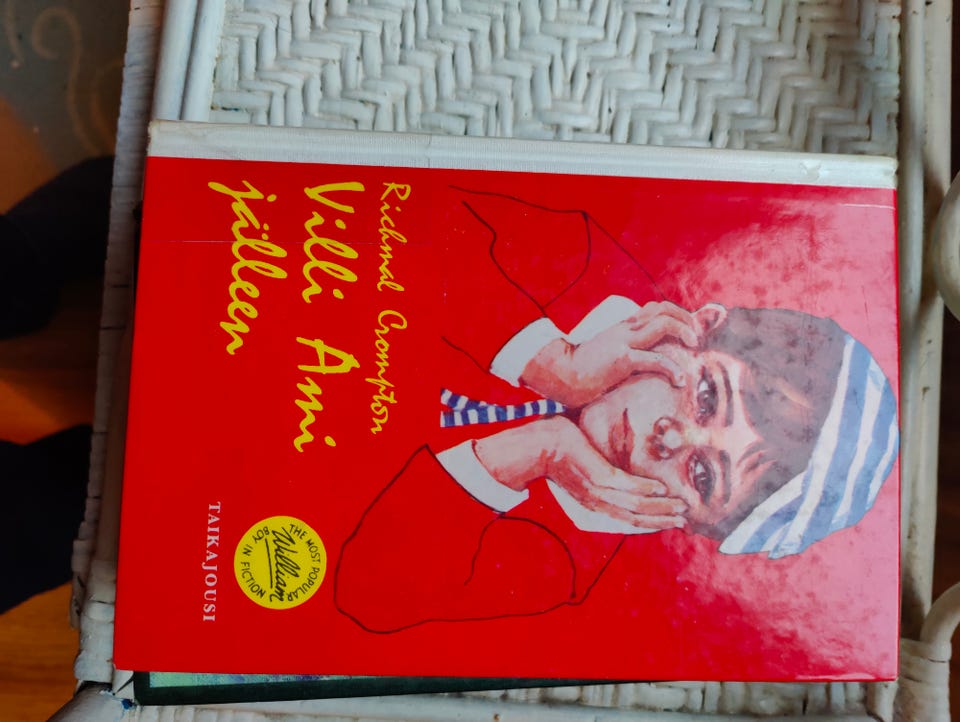 Richmal Crompton
Villi Ami
jälleen
THE MOST POPULAR BOY
William
IN FICTION
TAIKAJOUSI